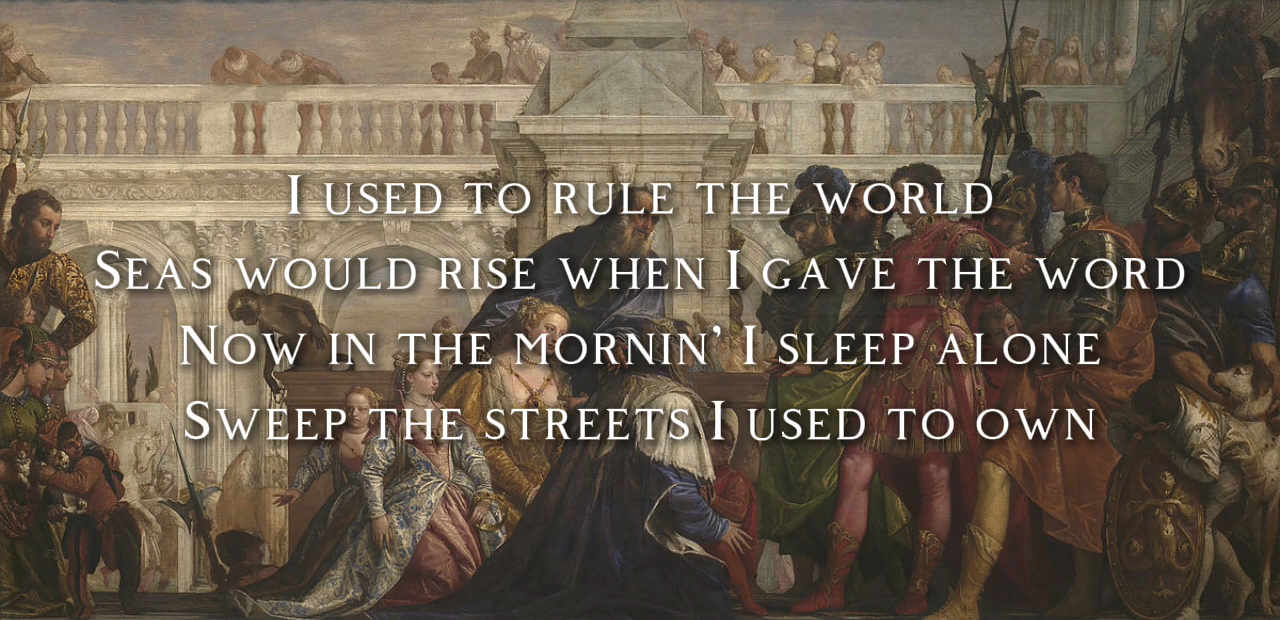 I used to rule the world
Seas would rise when I gave the word
Now in the mornin’ I sleep alone
Sweep the streets I used to own